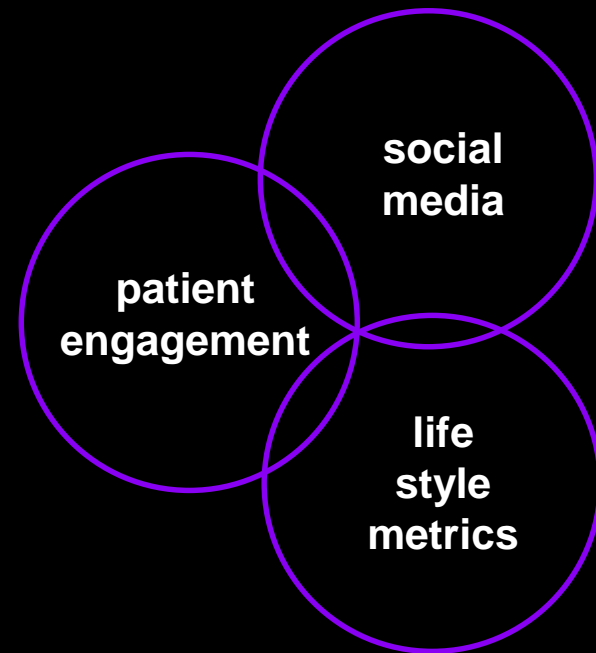 social
media
patient
engagement
life
style
metrics